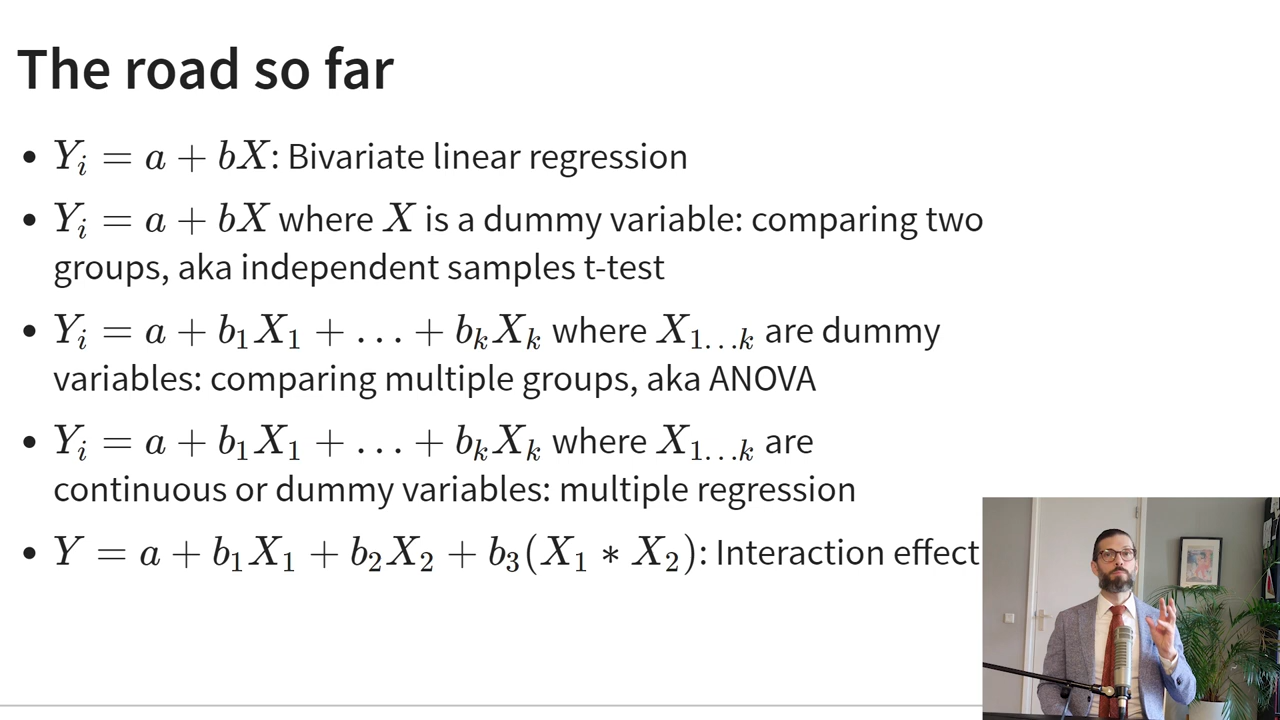 The road so far
• Yᵢ = a + bX: Bivariate linear regression
• Yᵢ = a + bX where X is a dummy variable: comparing two
groups, aka independent samples t-test
• Yᵢ = a + b₁X₁ + … + bₖXₖ where X₁…ₖ are dummy
variables: comparing multiple groups, aka ANOVA
• Yᵢ = a + b₁X₁ + … + bₖXₖ where X₁…ₖ are
continuous or dummy variables: multiple regression
• Y = a + b₁X₁ + b₂X₂ + b₃(X₁ ∗ X₂): Interaction effect